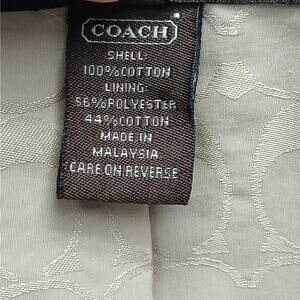 COACH
SHELL:
100%COTTON
LINING:
56%POLYESTER
44%COTTON
MADE IN
MALAYSIA
CARE ON REVERSE